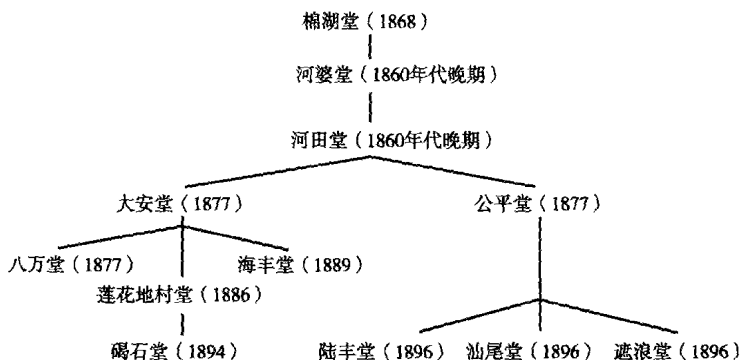 棉湖堂（1868）
河婆堂（1860年代晚期）
河田堂（1860年代晚期）
大安堂（1877） 公平堂（1877）
八万堂（1877） 海丰堂（1889）
莲花地村堂（1886）
碣石堂（1894） 陆丰堂（1896） 汕尾堂（1896） 遮浪堂（1896）